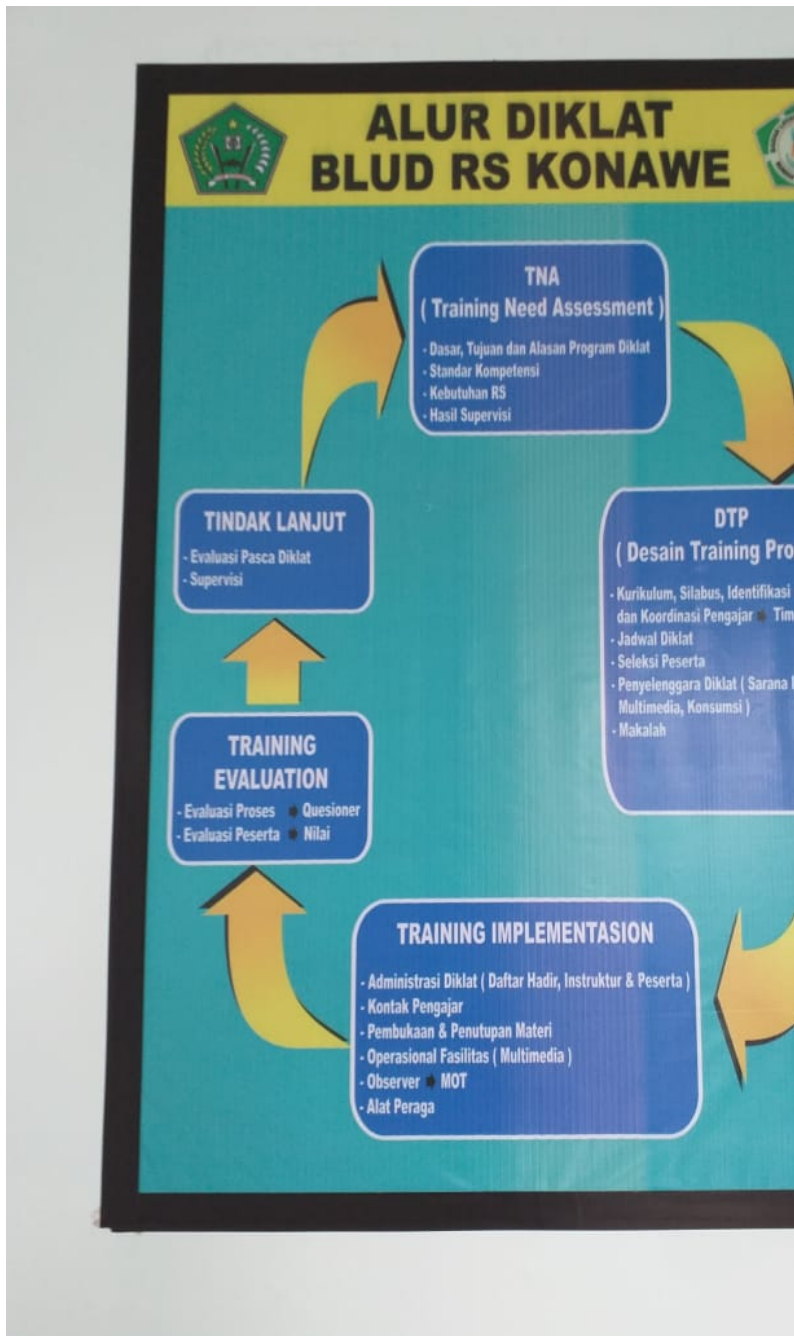 ALUR DIKLAT
BLUD RS KONAWE
TNA
( Training Need Assessment )
- Dasar, Tujuan dan Alasan Program Diklat
- Standar Kompetensi
- Kebutuhan RS
- Hasil Supervisi
DTP
( Desain Training Pro
- Kurikulum, Silabus, Identifikasi
dan Koordinasi Pengajar ➧ Tim
- Jadwal Diklat
- Seleksi Peserta
- Penyelenggara Diklat ( Sarana
Multimedia, Konsumsi )
- Makalah
TRAINING IMPLEMENTASION
- Administrasi Diklat ( Daftar Hadir, Instruktur & Peserta )
- Kontak Pengajar
- Pembukaan & Penutupan Materi
- Operasional Fasilitas ( Multimedia )
- Observer ➧ MOT
- Alat Peraga
TRAINING
EVALUATION
- Evaluasi Proses ➧ Quesioner
- Evaluasi Peserta ➧ Nilai
TINDAK LANJUT
- Evaluasi Pasca Diklat
- Supervisi